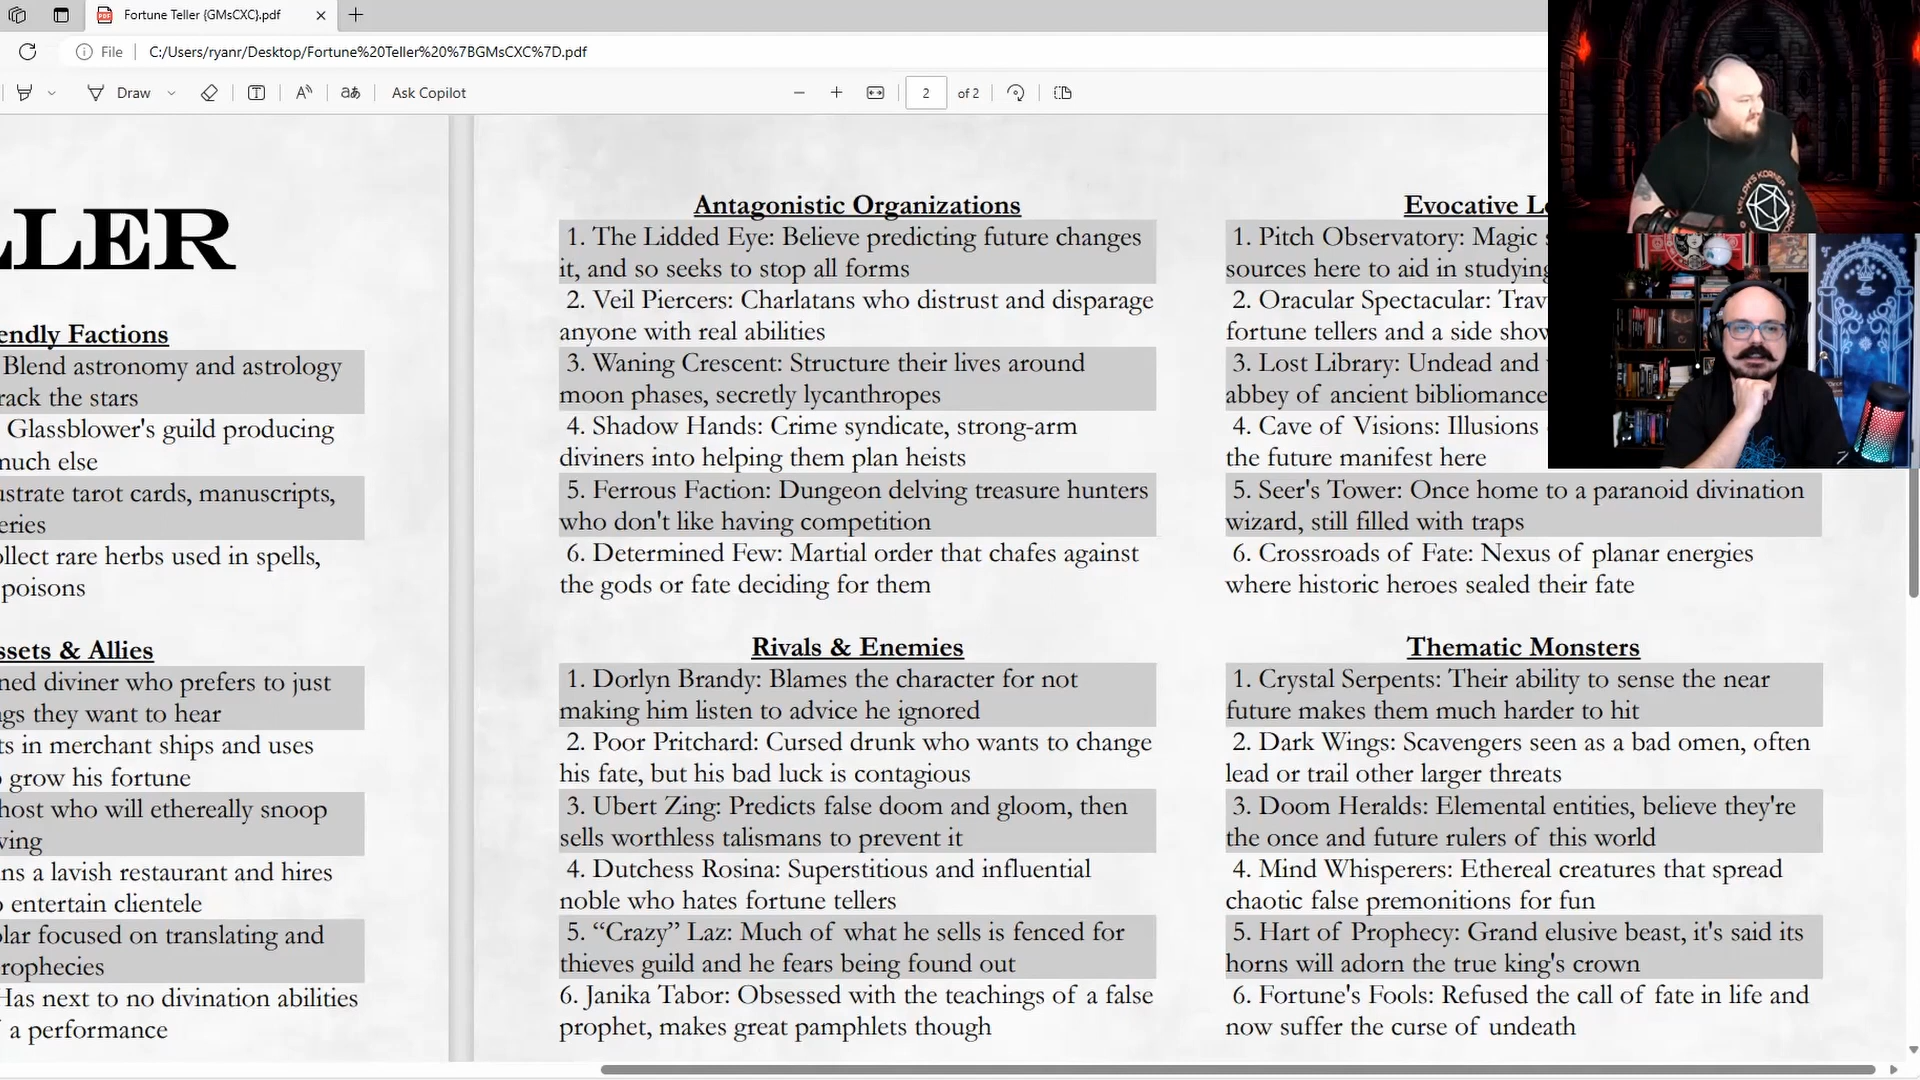 Fortune Teller {GMsCXC}.pdf
File
C:/Users/ryanr/Desktop/Fortune%20Teller%20%7BGMsCXC%7D.pdf
Draw
Ask Copilot
2 of 2
LLER
endly Factions
Blend astronomy and astrology
rack the stars
Glassblower's guild producing
much else
ustrate tarot cards, manuscripts,
eries
ollect rare herbs used in spells,
poisons
ssets & Allies
ned diviner who prefers to just
ngs they want to hear
ts in merchant ships and uses
o grow his fortune
host who will ethereally snoop
ving
ns a lavish restaurant and hires
o entertain clientele
olar focused on translating and
rophecies
Has next to no divination abilities
f a performance
Antagonistic Organizations
1. The Lidded Eye: Believe predicting future changes
it, and so seeks to stop all forms
2. Veil Piercers: Charlatans who distrust and disparage
anyone with real abilities
3. Waning Crescent: Structure their lives around
moon phases, secretly lycanthropes
4. Shadow Hands: Crime syndicate, strong-arm
diviners into helping them plan heists
5. Ferrous Faction: Dungeon delving treasure hunters
who don't like having competition
6. Determined Few: Martial order that chafes against
the gods or fate deciding for them
Rivals & Enemies
1. Dorlyn Brandy: Blames the character for not
making him listen to advice he ignored
2. Poor Pritchard: Cursed drunk who wants to change
his fate, but his bad luck is contagious
3. Ubert Zing: Predicts false doom and gloom, then
sells worthless talismans to prevent it
4. Dutchess Rosina: Superstitious and influential
noble who hates fortune tellers
5. “Crazy” Laz: Much of what he sells is fenced for
thieves guild and he fears being found out
6. Janika Tabor: Obsessed with the teachings of a false
prophet, makes great pamphlets though
Evocative Lo
1. Pitch Observatory: Magic
sources here to aid in studying
2. Oracular Spectacular: Trav
fortune tellers and a side show
3. Lost Library: Undead and
abbey of ancient bibliomance
4. Cave of Visions: Illusions
the future manifest here
5. Seer's Tower: Once home to a paranoid divination
wizard, still filled with traps
6. Crossroads of Fate: Nexus of planar energies
where historic heroes sealed their fate
Thematic Monsters
1. Crystal Serpents: Their ability to sense the near
future makes them much harder to hit
2. Dark Wings: Scavengers seen as a bad omen, often
lead or trail other larger threats
3. Doom Heralds: Elemental entities, believe they're
the once and future rulers of this world
4. Mind Whisperers: Ethereal creatures that spread
chaotic false premonitions for fun
5. Hart of Prophecy: Grand elusive beast, it's said its
horns will adorn the true king's crown
6. Fortune's Fools: Refused the call of fate in life and
now suffer the curse of undeath